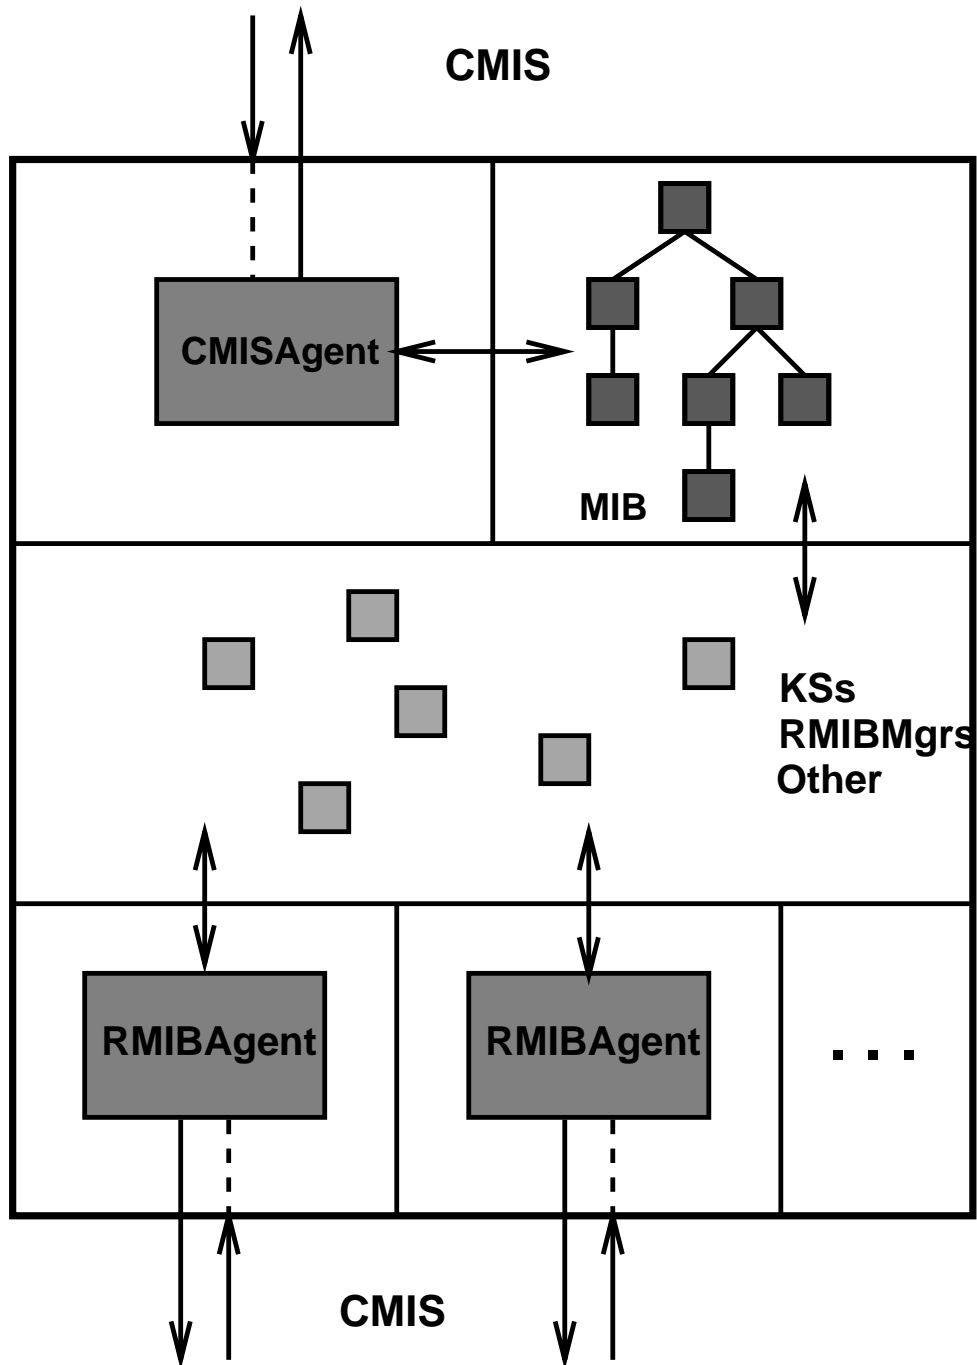 CMIS
CMISAgent
MIB
KSs
RMIBMgrs
Other
RMIBAgent
RMIBAgent
. . .
CMIS